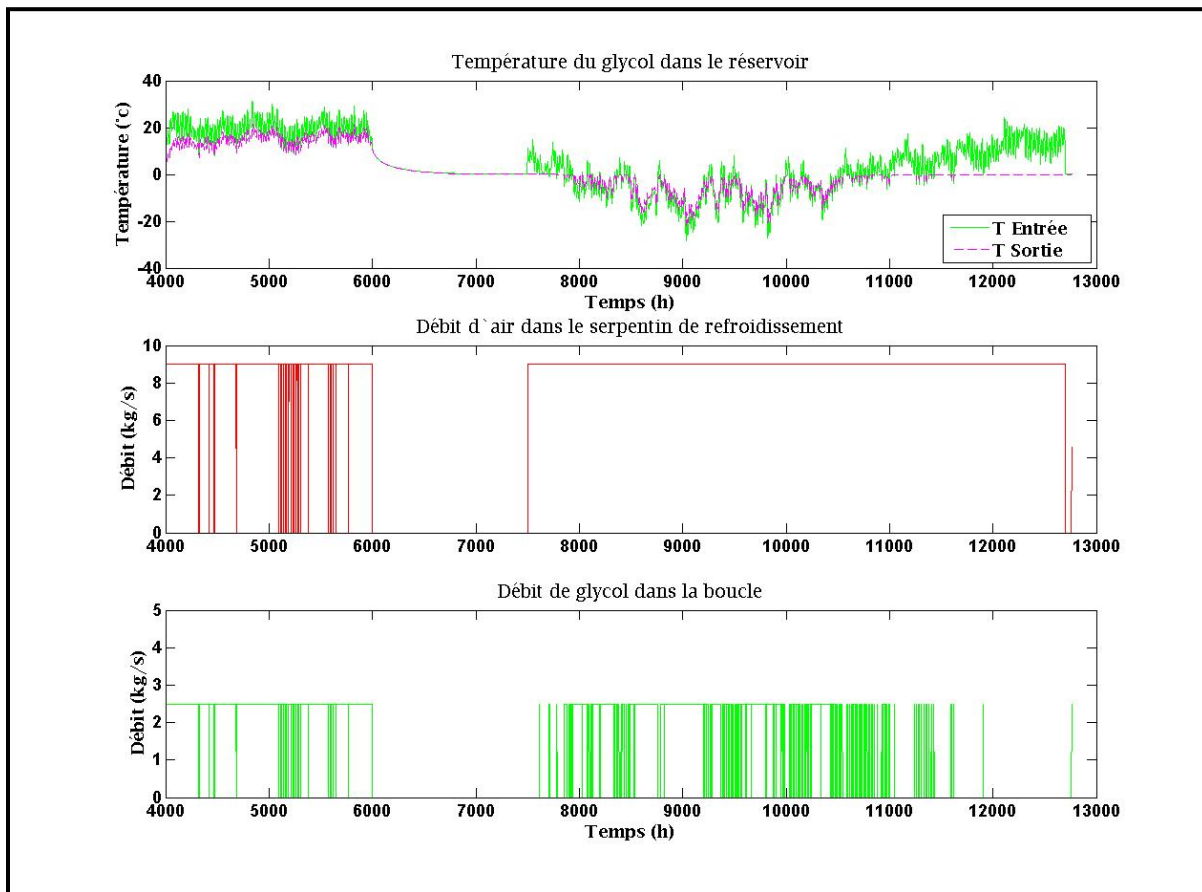 Température du glycol dans le réservoir
40
20
0
-20
-40
Température (°c)
T Entrée
T Sortie
4000 5000 6000 7000 8000 9000 10000 11000 12000 13000
Temps (h)
Débit d`air dans le serpentin de refroidissement
10
8
6
4
2
0
Débit (kg/s)
4000 5000 6000 7000 8000 9000 10000 11000 12000 13000
Débit de glycol dans la boucle
5
4
3
2
1
0
Débit (kg/s)
4000 5000 6000 7000 8000 9000 10000 11000 12000 13000
Temps (h)